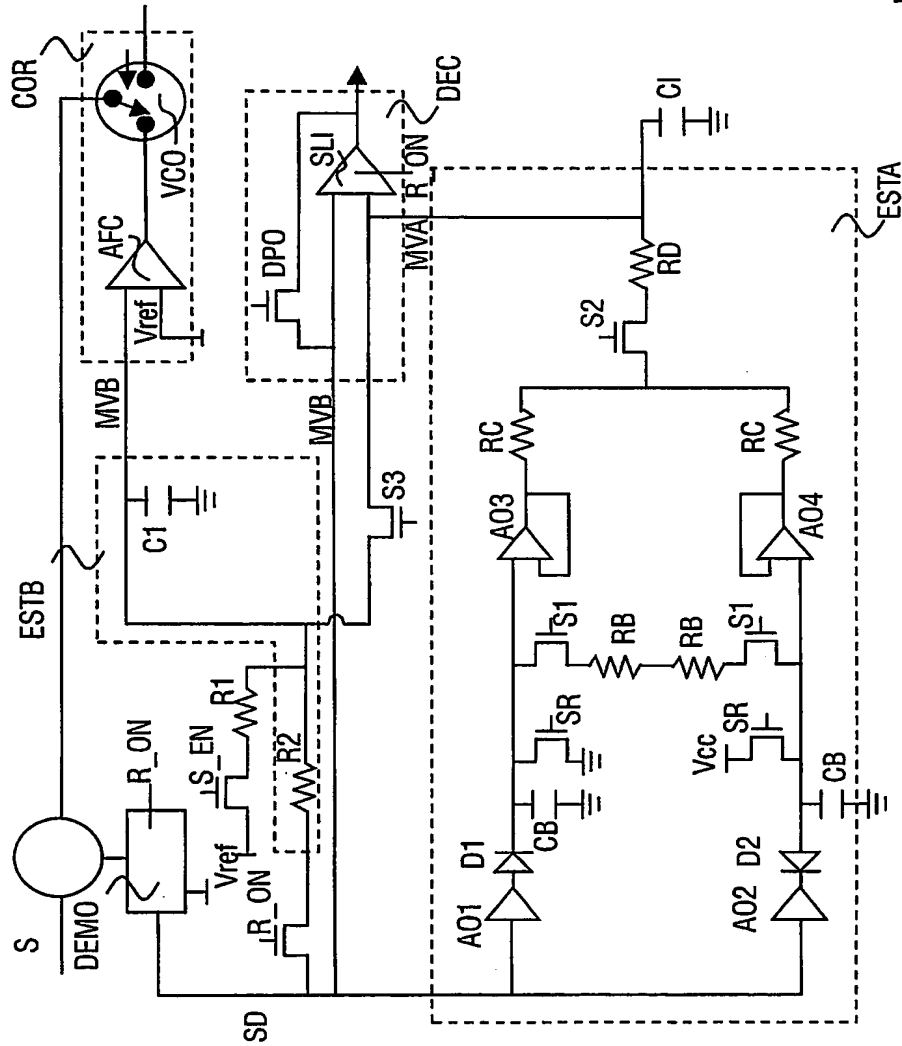 COR
VCO
AFC
Vref
MVB
ESTB
C1
S
DEMO
R_ON
S_EN
R1
Vref
R_ON
R2
SD
DPO
SLI
R_ON
DEC
MVB
MVA
S3
CI
ESTA
RD
S2
RC
RC
AO3
AO4
S1
RB
RB
S1
SR
Vcc
SR
CB
CB
D1
D2
AO1
AO2